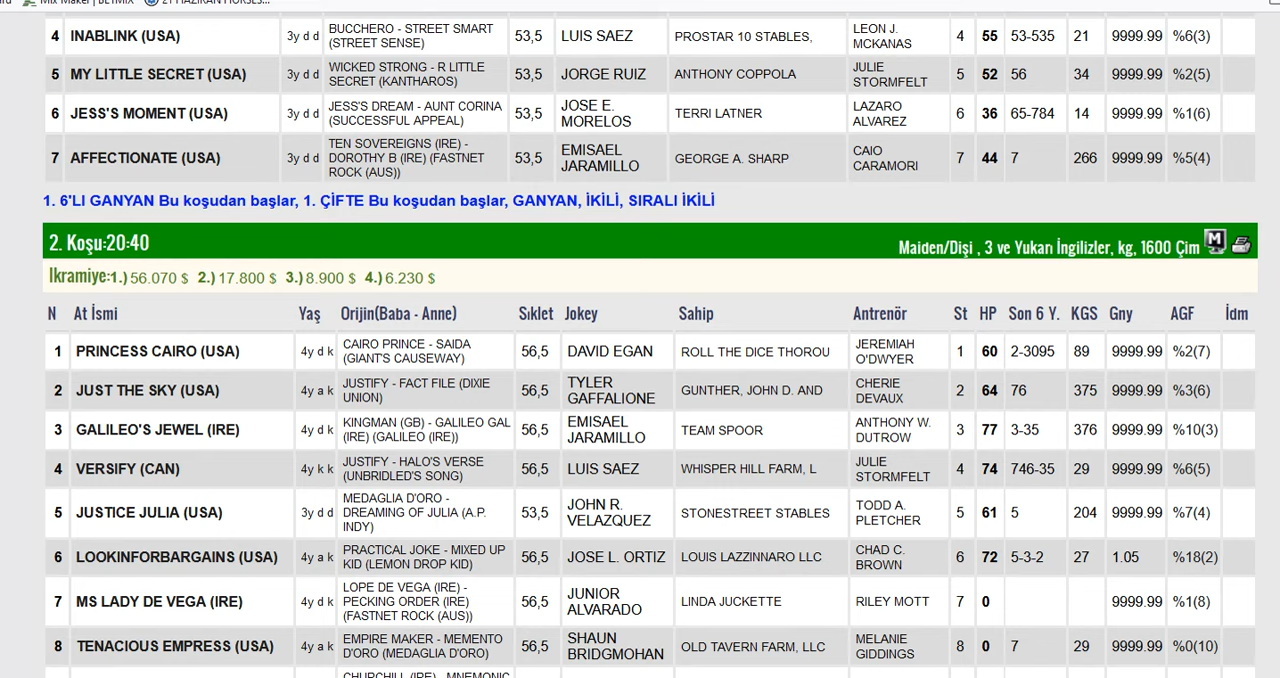 Mix Maker | BETMIX 21 HAZİRAN HORSES...
4 INABLINK (USA) 3y d d BUCCHERO - STREET SMART (STREET SENSE) 53,5 LUIS SAEZ PROSTAR 10 STABLES, LEON J. MCKANAS 4 55 53-535 21 9999.99 %6(3)
5 MY LITTLE SECRET (USA) 3y d d WICKED STRONG - R LITTLE SECRET (KANTHAROS) 53,5 JORGE RUIZ ANTHONY COPPOLA JULIE STORMFELT 5 52 56 34 9999.99 %2(5)
6 JESS'S MOMENT (USA) 3y d d JESS'S DREAM - AUNT CORINA (SUCCESSFUL APPEAL) 53,5 JOSE E. MORELOS TERRI LATNER LAZARO ALVAREZ 6 36 65-784 14 9999.99 %1(6)
7 AFFECTIONATE (USA) 3y d d TEN SOVEREIGNS (IRE) - DOROTHY B (IRE) (FASTNET ROCK (AUS)) 53,5 EMISAEL JARAMILLO GEORGE A. SHARP CAIO CARAMORI 7 44 7 266 9999.99 %5(4)
1. 6'LI GANYAN Bu koşudan başlar, 1. ÇİFTE Bu koşudan başlar, GANYAN, İKİLİ, SIRALI İKİLİ
2. Koşu:20:40 Maiden/Dişi , 3 ve Yukarı İngilizler, kg, 1600 Çim M
İkramiye:1.) 56.070 $ 2.) 17.800 $ 3.) 8.900 $ 4.) 6.230 $
N At İsmi Yaş Orijin(Baba - Anne) Sıklet Jokey Sahip Antrenör St HP Son 6 Y. KGS Gny AGF İdm
1 PRINCESS CAIRO (USA) 4y d k CAIRO PRINCE - SAIDA (GIANT'S CAUSEWAY) 56,5 DAVID EGAN ROLL THE DICE THOROU JEREMIAH O'DWYER 1 60 2-3095 89 9999.99 %2(7)
2 JUST THE SKY (USA) 4y a k JUSTIFY - FACT FILE (DIXIE UNION) 56,5 TYLER GAFFALIONE GUNTHER, JOHN D. AND CHERIE DEVAUX 2 64 76 375 9999.99 %3(6)
3 GALILEO'S JEWEL (IRE) 4y d k KINGMAN (GB) - GALILEO GAL (IRE) (GALILEO (IRE)) 56,5 EMISAEL JARAMILLO TEAM SPOOR ANTHONY W. DUTROW 3 77 3-35 376 9999.99 %10(3)
4 VERSIFY (CAN) 4y k k JUSTIFY - HALO'S VERSE (UNBRIDLED'S SONG) 56,5 LUIS SAEZ WHISPER HILL FARM, L JULIE STORMFELT 4 74 746-35 29 9999.99 %6(5)
5 JUSTICE JULIA (USA) 3y d d MEDAGLIA D'ORO - DREAMING OF JULIA (A.P. INDY) 53,5 JOHN R. VELAZQUEZ STONESTREET STABLES TODD A. PLETCHER 5 61 5 204 9999.99 %7(4)
6 LOOKINFORBARGAINS (USA) 4y a k PRACTICAL JOKE - MIXED UP KID (LEMON DROP KID) 56,5 JOSE L. ORTIZ LOUIS LAZZINNARO LLC CHAD C. BROWN 6 72 5-3-2 27 1.05 %18(2)
7 MS LADY DE VEGA (IRE) 4y d k LOPE DE VEGA (IRE) - PECKING ORDER (IRE) (FASTNET ROCK (AUS)) 56,5 JUNIOR ALVARADO LINDA JUCKETTE RILEY MOTT 7 0 9999.99 %1(8)
8 TENACIOUS EMPRESS (USA) 4y a k EMPIRE MAKER - MEMENTO D'ORO (MEDAGLIA D'ORO) 56,5 SHAUN BRIDGMOHAN OLD TAVERN FARM, LLC MELANIE GIDDINGS 8 0 7 29 9999.99 %0(10)
CHURCHILL (IRE) - MNEMONIC